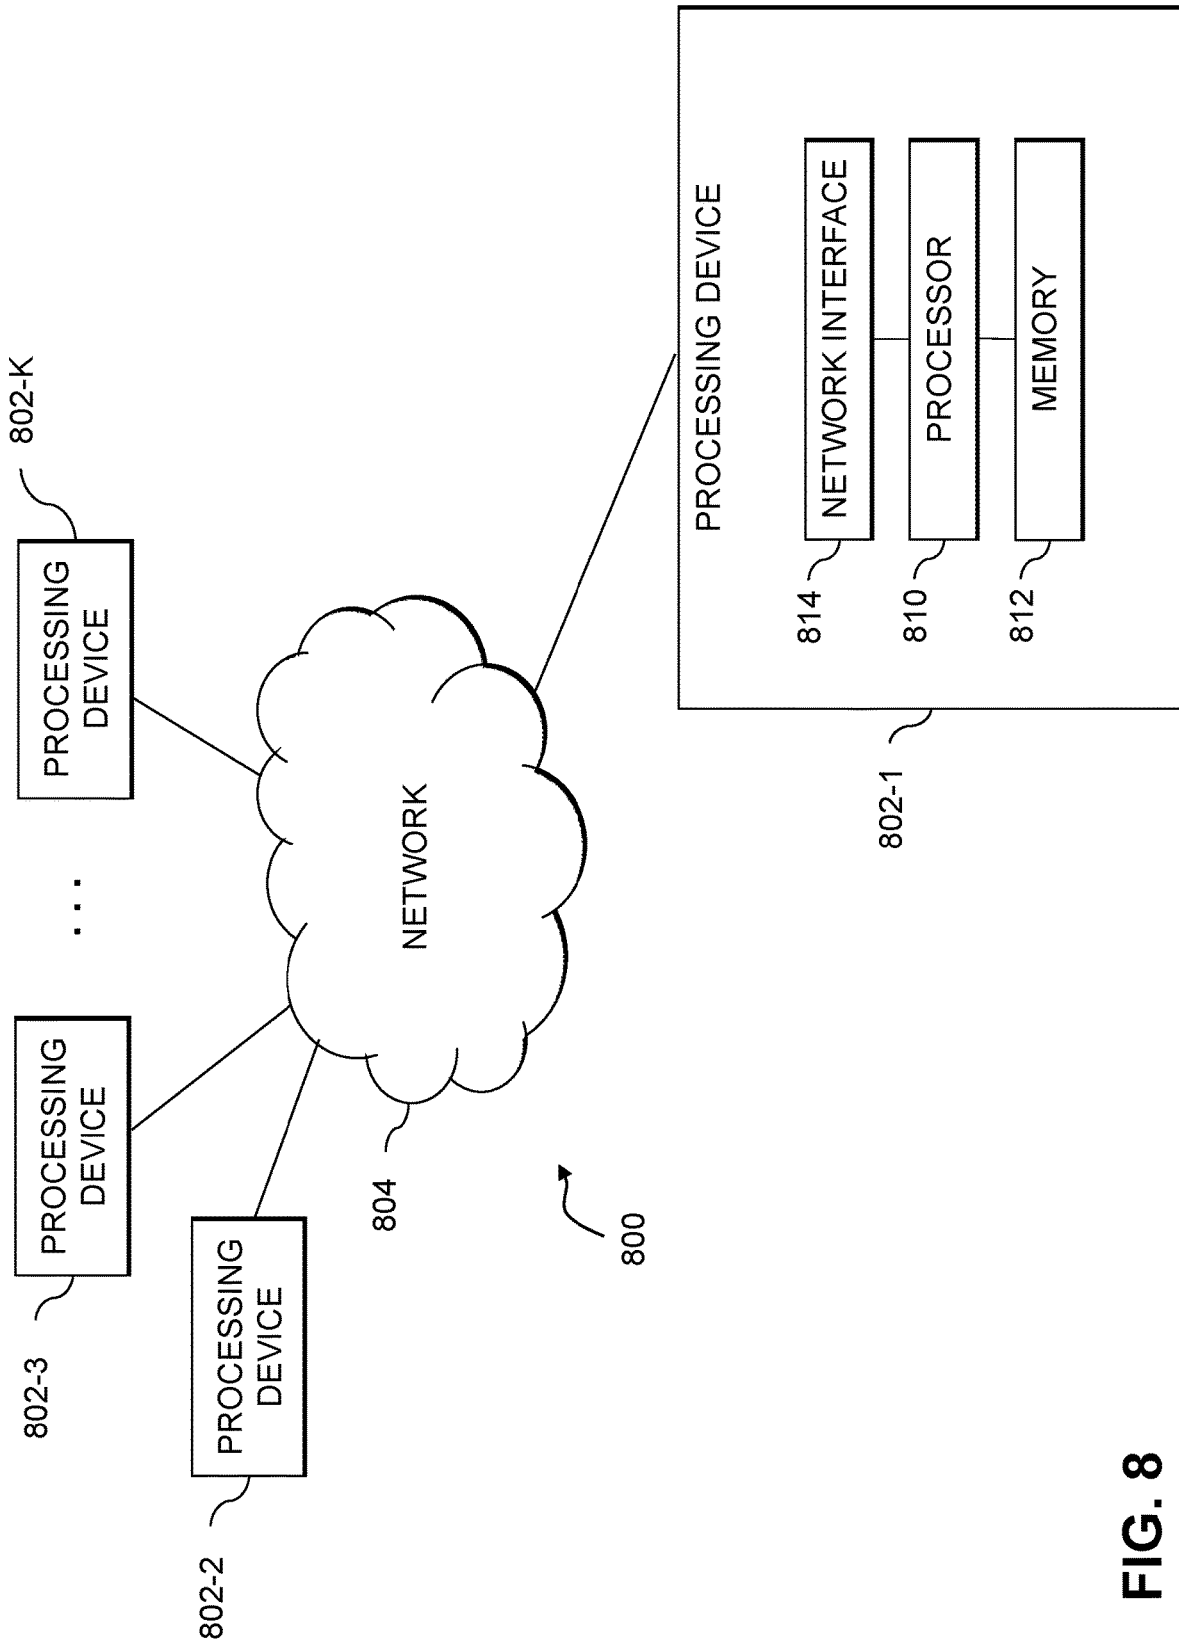 802-2
PROCESSING
DEVICE
802-3
PROCESSING
DEVICE
. . .
802-K
PROCESSING
DEVICE
804
NETWORK
800
802-1
PROCESSING DEVICE
814
NETWORK INTERFACE
810
PROCESSOR
812
MEMORY
FIG. 8